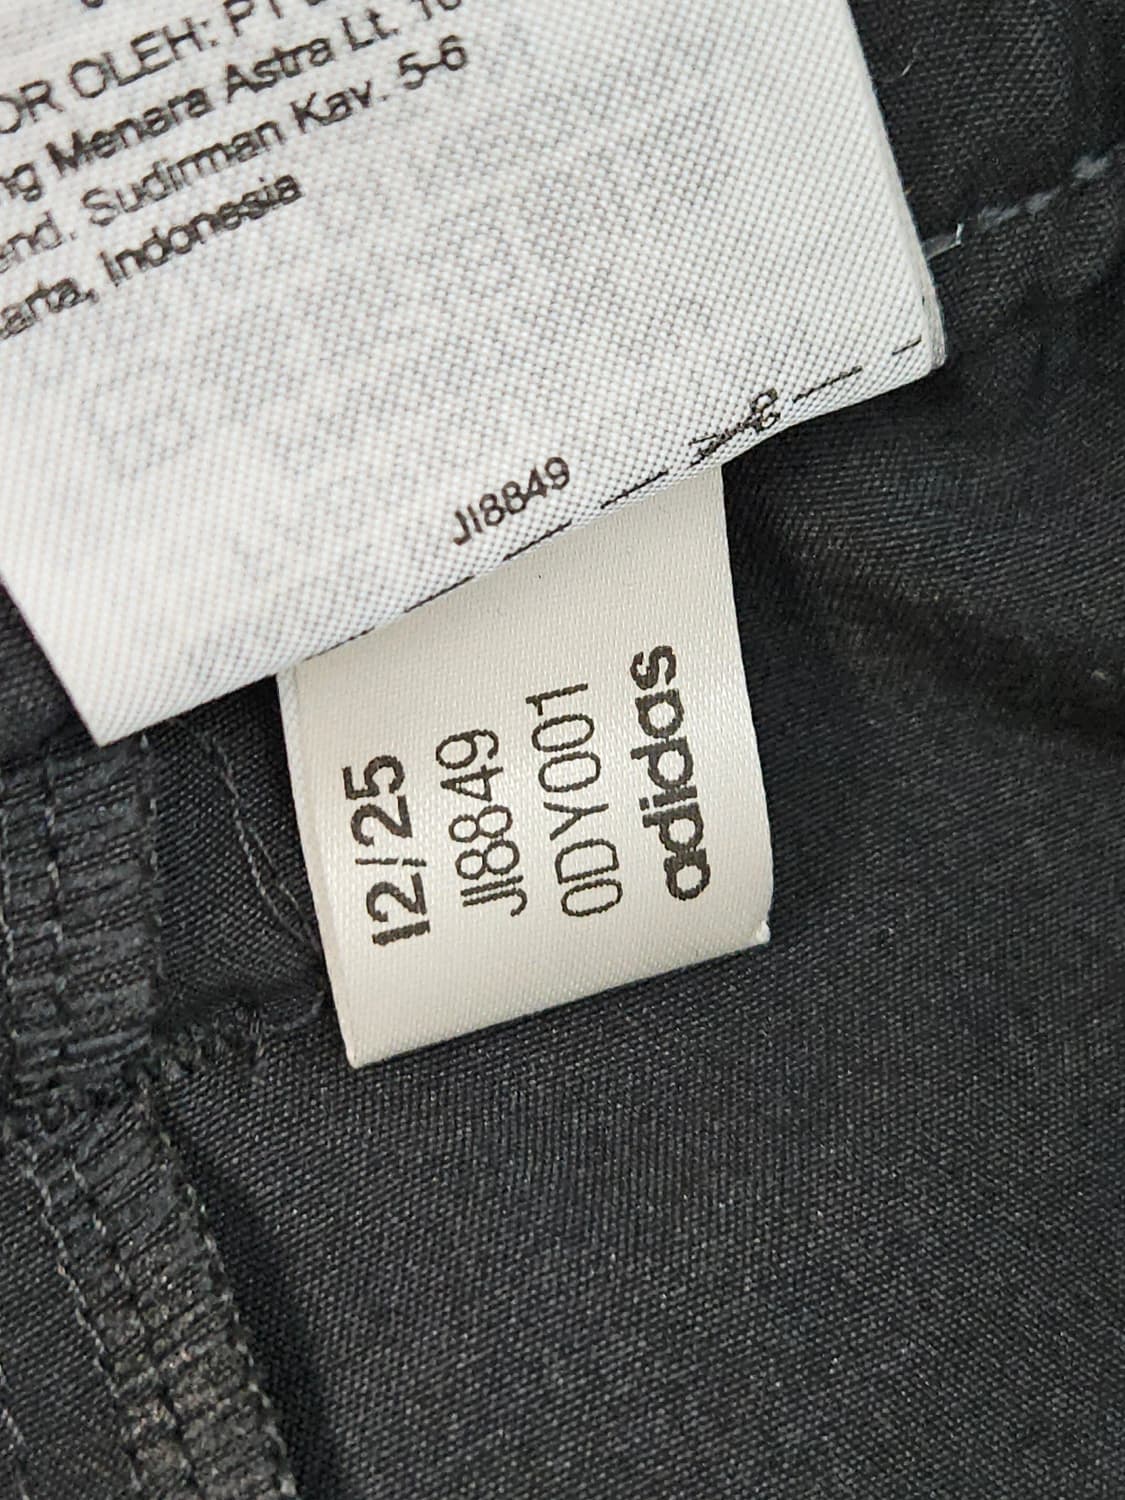 OR OLEH: PT
ng Menara Astra Lt.
end. Sudirman Kav. 5-6
arta, Indonesia
JI8849
12/25
JI8849
0DY001
adidas